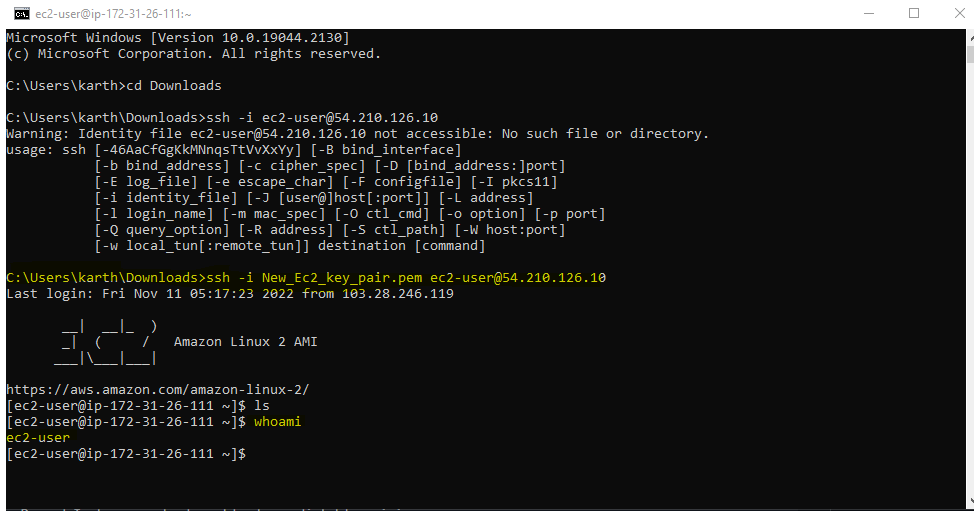 ec2-user@ip-172-31-26-111:~
Microsoft Windows [Version 10.0.19044.2130]
(c) Microsoft Corporation. All rights reserved.
C:\Users\karth>cd Downloads
C:\Users\karth\Downloads>ssh -i ec2-user@54.210.126.10
Warning: Identity file ec2-user@54.210.126.10 not accessible: No such file or directory.
usage: ssh [-46AaCfGgKkMNnqsTtVvXxYy] [-B bind_interface]
           [-b bind_address] [-c cipher_spec] [-D [bind_address:]port]
           [-E log_file] [-e escape_char] [-F configfile] [-I pkcs11]
           [-i identity_file] [-J [user@]host[:port]] [-L address]
           [-l login_name] [-m mac_spec] [-O ctl_cmd] [-o option] [-p port]
           [-Q query_option] [-R address] [-S ctl_path] [-W host:port]
           [-w local_tun[:remote_tun]] destination [command]
C:\Users\karth\Downloads>ssh -i New_Ec2_key_pair.pem ec2-user@54.210.126.10
Last login: Fri Nov 11 05:17:23 2022 from 103.28.246.119
       __|  __|_  )
       _|  (     /   Amazon Linux 2 AMI
      ___|\___|___|
https://aws.amazon.com/amazon-linux-2/
[ec2-user@ip-172-31-26-111 ~]$ ls
[ec2-user@ip-172-31-26-111 ~]$ whoami
ec2-user
[ec2-user@ip-172-31-26-111 ~]$